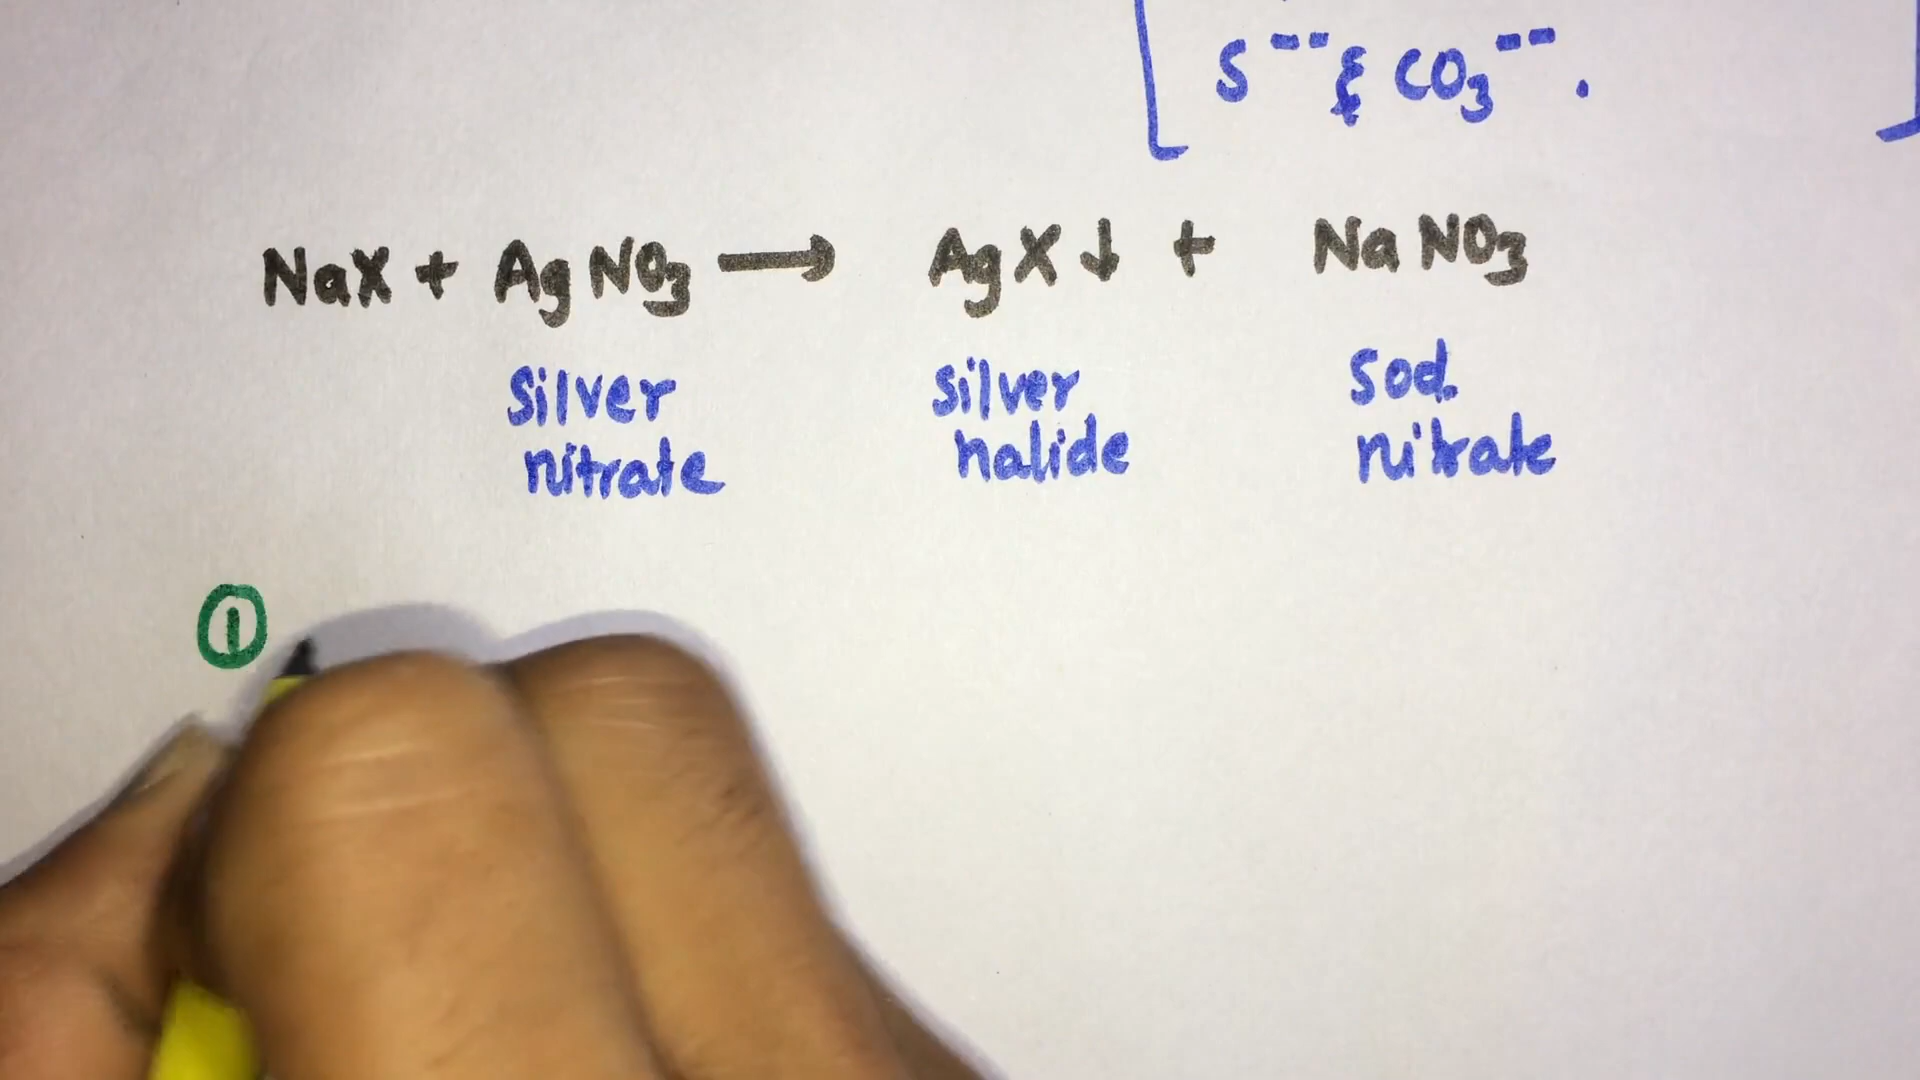 S-- & CO3--.
NaX + AgNO3 → AgX↓ + NaNO3
Silver nitrate
Silver halide
Sod. nitrate
①